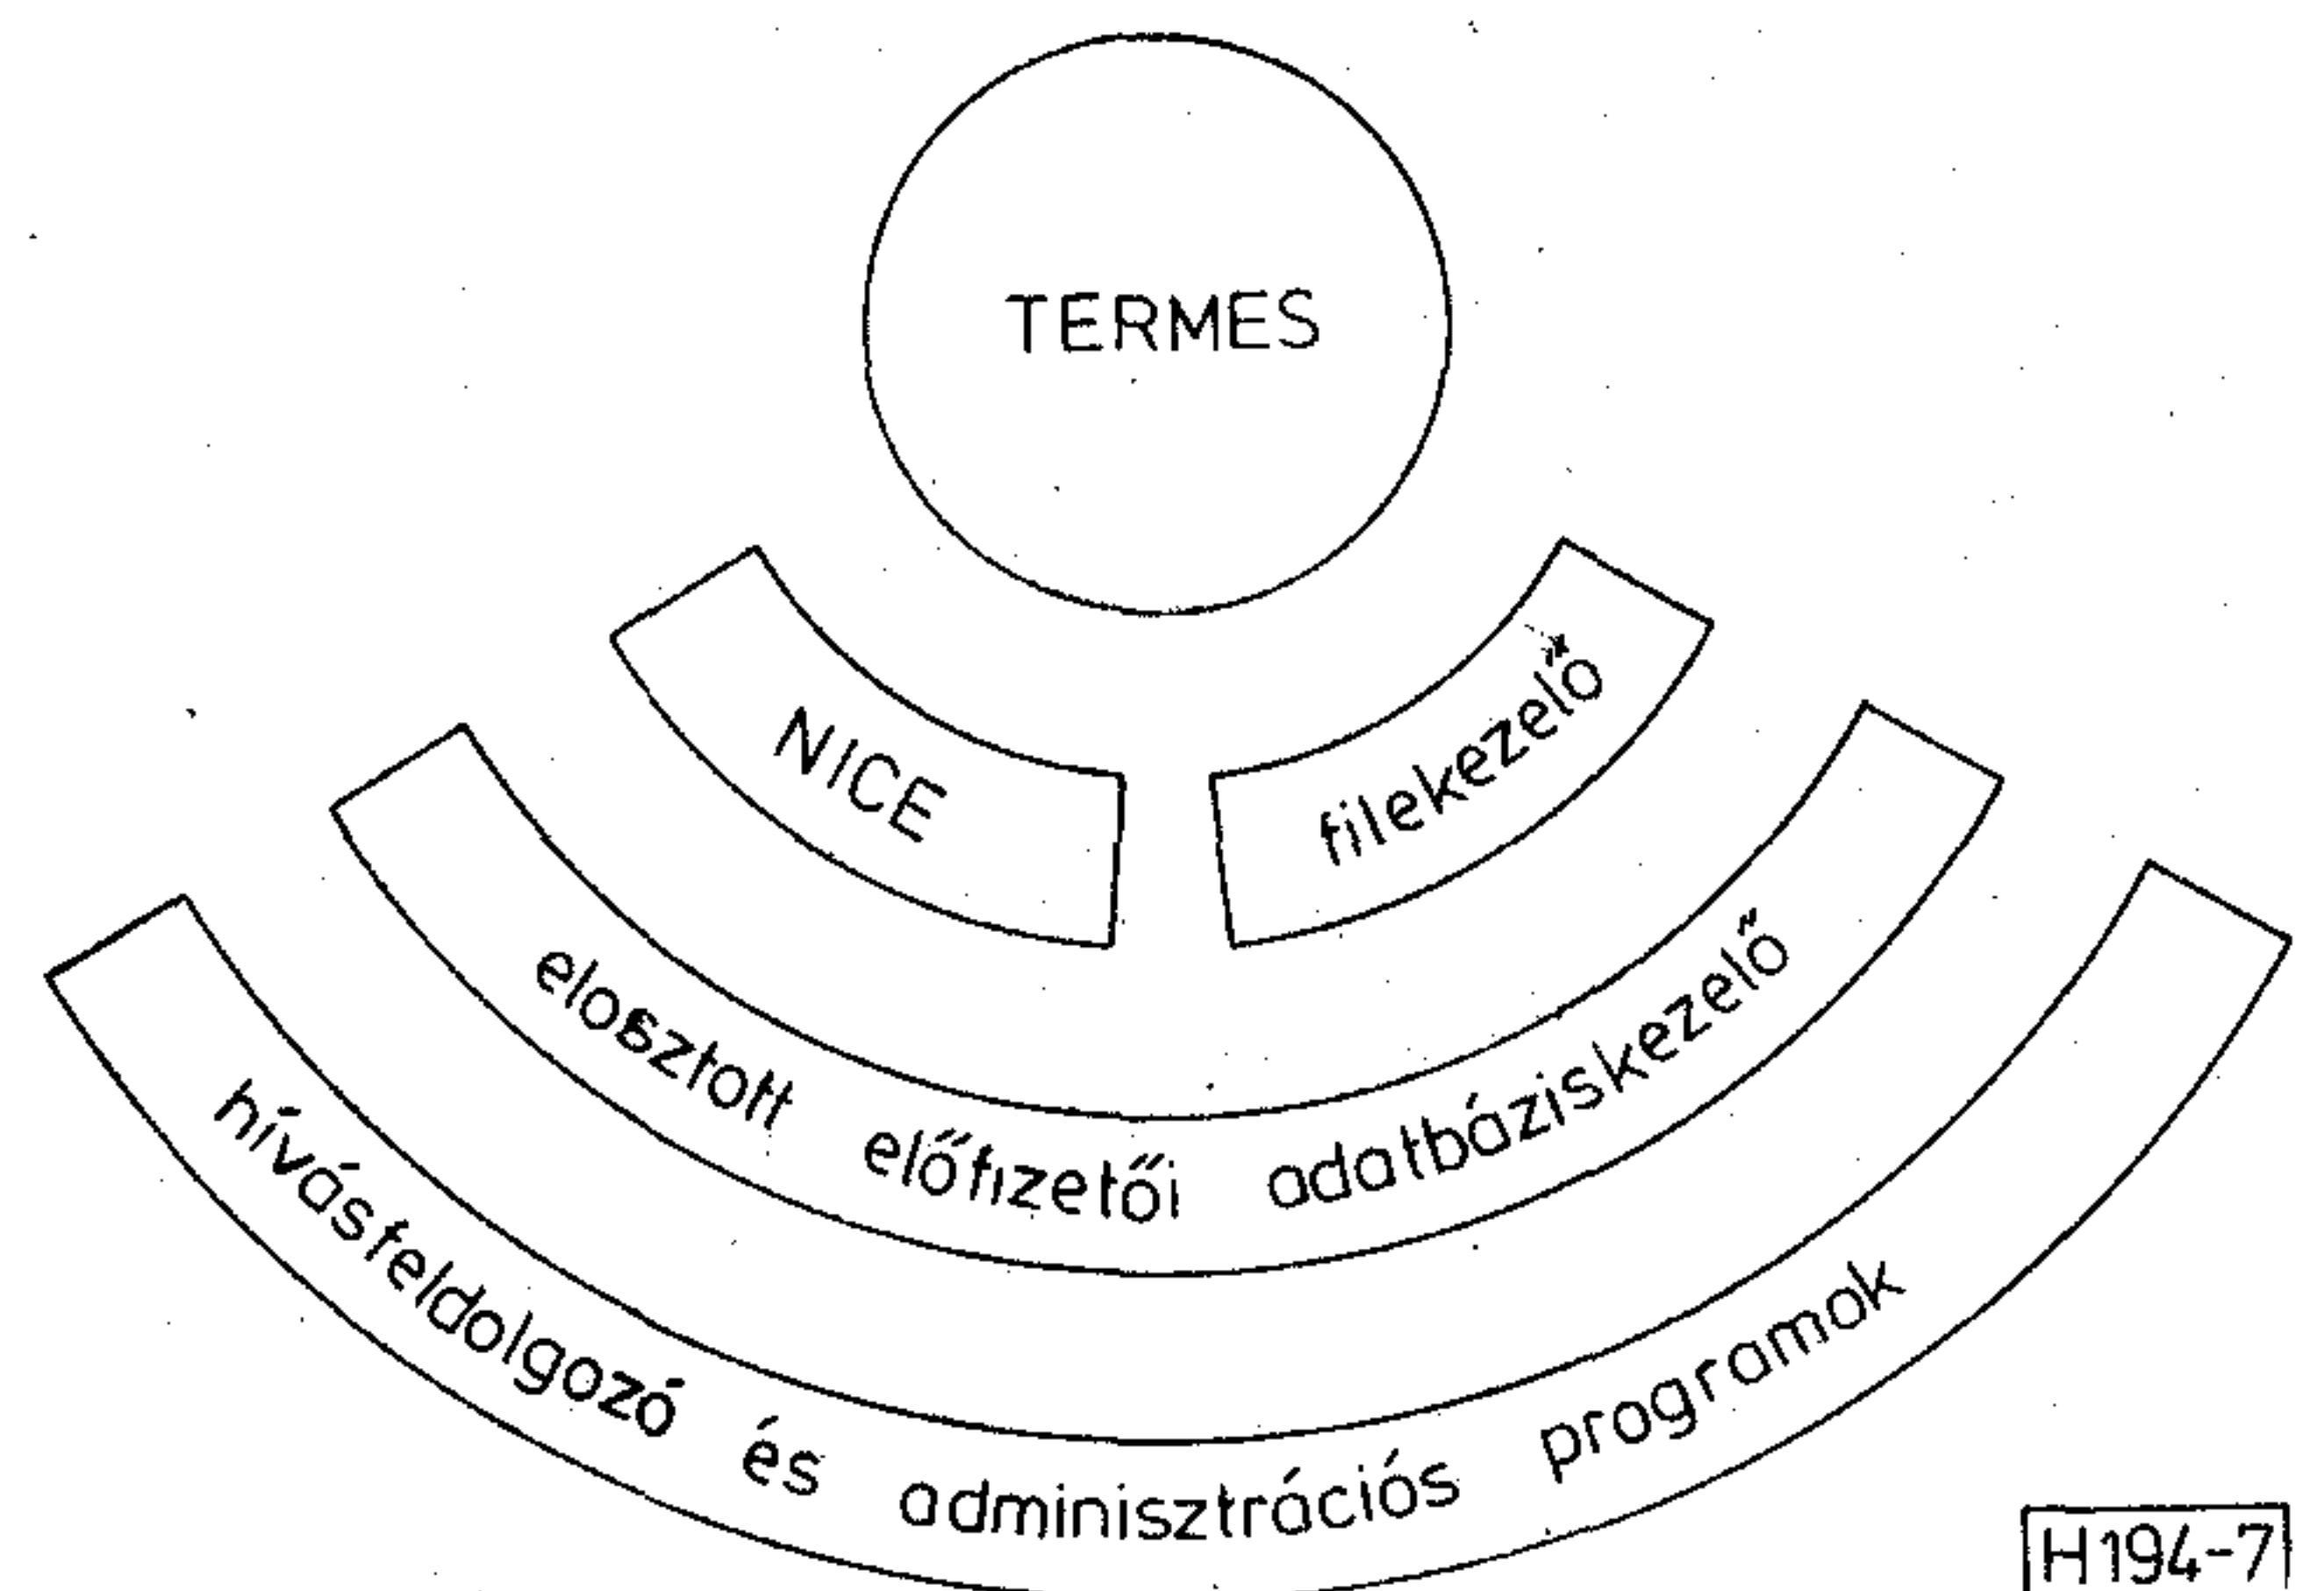 TERMES
NICE
filekezelő
elosztott előfizetői adatbáziskezelő
hívásfeldolgozó és adminisztrációs programok
H194-7